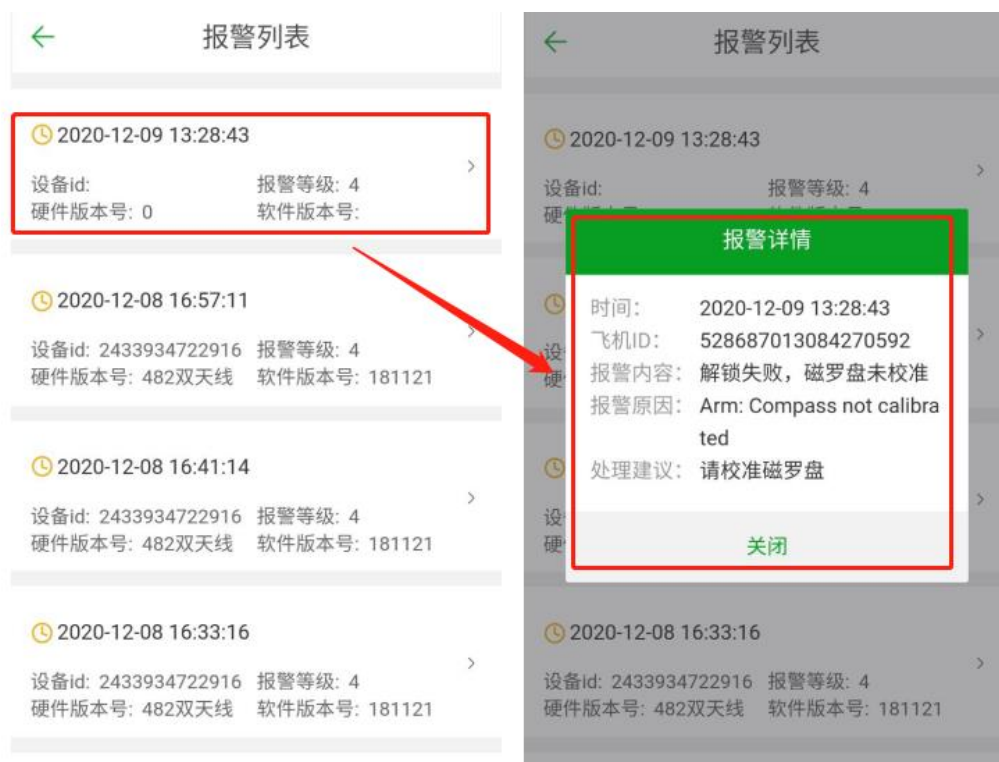 报警列表
2020-12-09 13:28:43
设备id: 报警等级: 4
硬件版本号: 0 软件版本号:
2020-12-08 16:57:11
设备id: 2433934722916 报警等级: 4
硬件版本号: 482双天线 软件版本号: 181121
2020-12-08 16:41:14
设备id: 2433934722916 报警等级: 4
硬件版本号: 482双天线 软件版本号: 181121
2020-12-08 16:33:16
设备id: 2433934722916 报警等级: 4
硬件版本号: 482双天线 软件版本号: 181121
报警列表
2020-12-09 13:28:43
设备id: 报警等级: 4
硬
报警详情
时间: 2020-12-09 13:28:43
飞机ID: 528687013084270592
报警内容: 解锁失败，磁罗盘未校准
报警原因: Arm: Compass not calibra
ted
处理建议: 请校准磁罗盘
关闭
设
硬
设
硬
2020-12-08 16:33:16
设备id: 2433934722916 报警等级: 4
硬件版本号: 482双天线 软件版本号: 181121